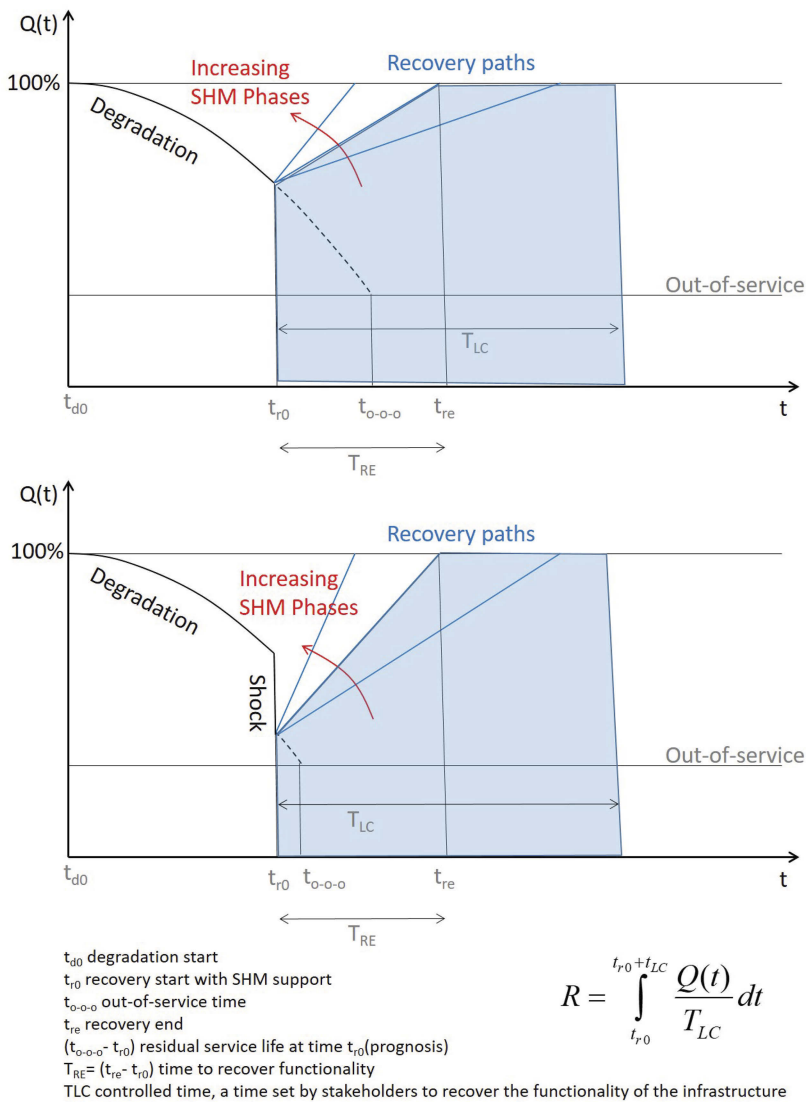 Q(t)
Increasing
SHM Phases
Recovery paths
100%
Degradation
Out-of-service
T_LC
t_d0
t_r0
t_o-o-o
t_re
t
T_RE
Q(t)
Recovery paths
100%
Degradation
Increasing
SHM Phases
Shock
Out-of-service
T_LC
t_d0
t_r0
t_o-o-o
t_re
t
T_RE
t_d0 degradation start
t_r0 recovery start with SHM support
t_o-o-o out-of-service time
t_re recovery end
(t_o-o-o- t_r0) residual service life at time t_r0(prognosis)
T_RE= (t_re- t_r0) time to recover functionality
TLC controlled time, a time set by stakeholders to recover the functionality of the infrastructure
R = ∫_{t_r0}^{t_r0+t_LC} Q(t)/T_LC dt